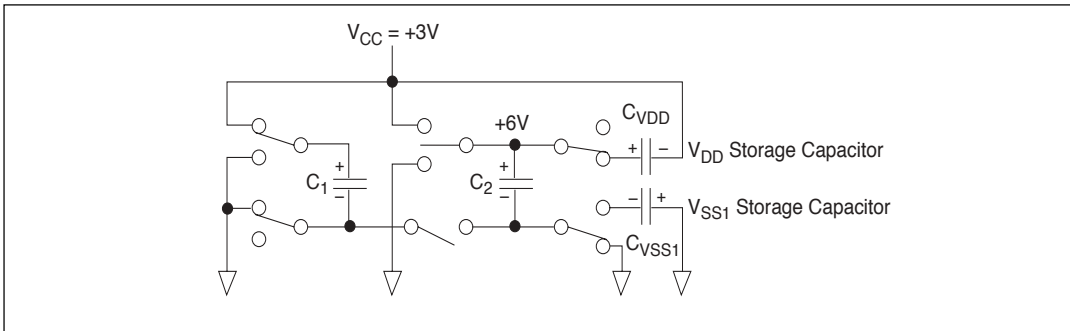 VCC = +3V
CVDD
+6V
+ − VDD Storage Capacitor
+ +
C1 C2
− − − + VSS1 Storage Capacitor
CVSS1